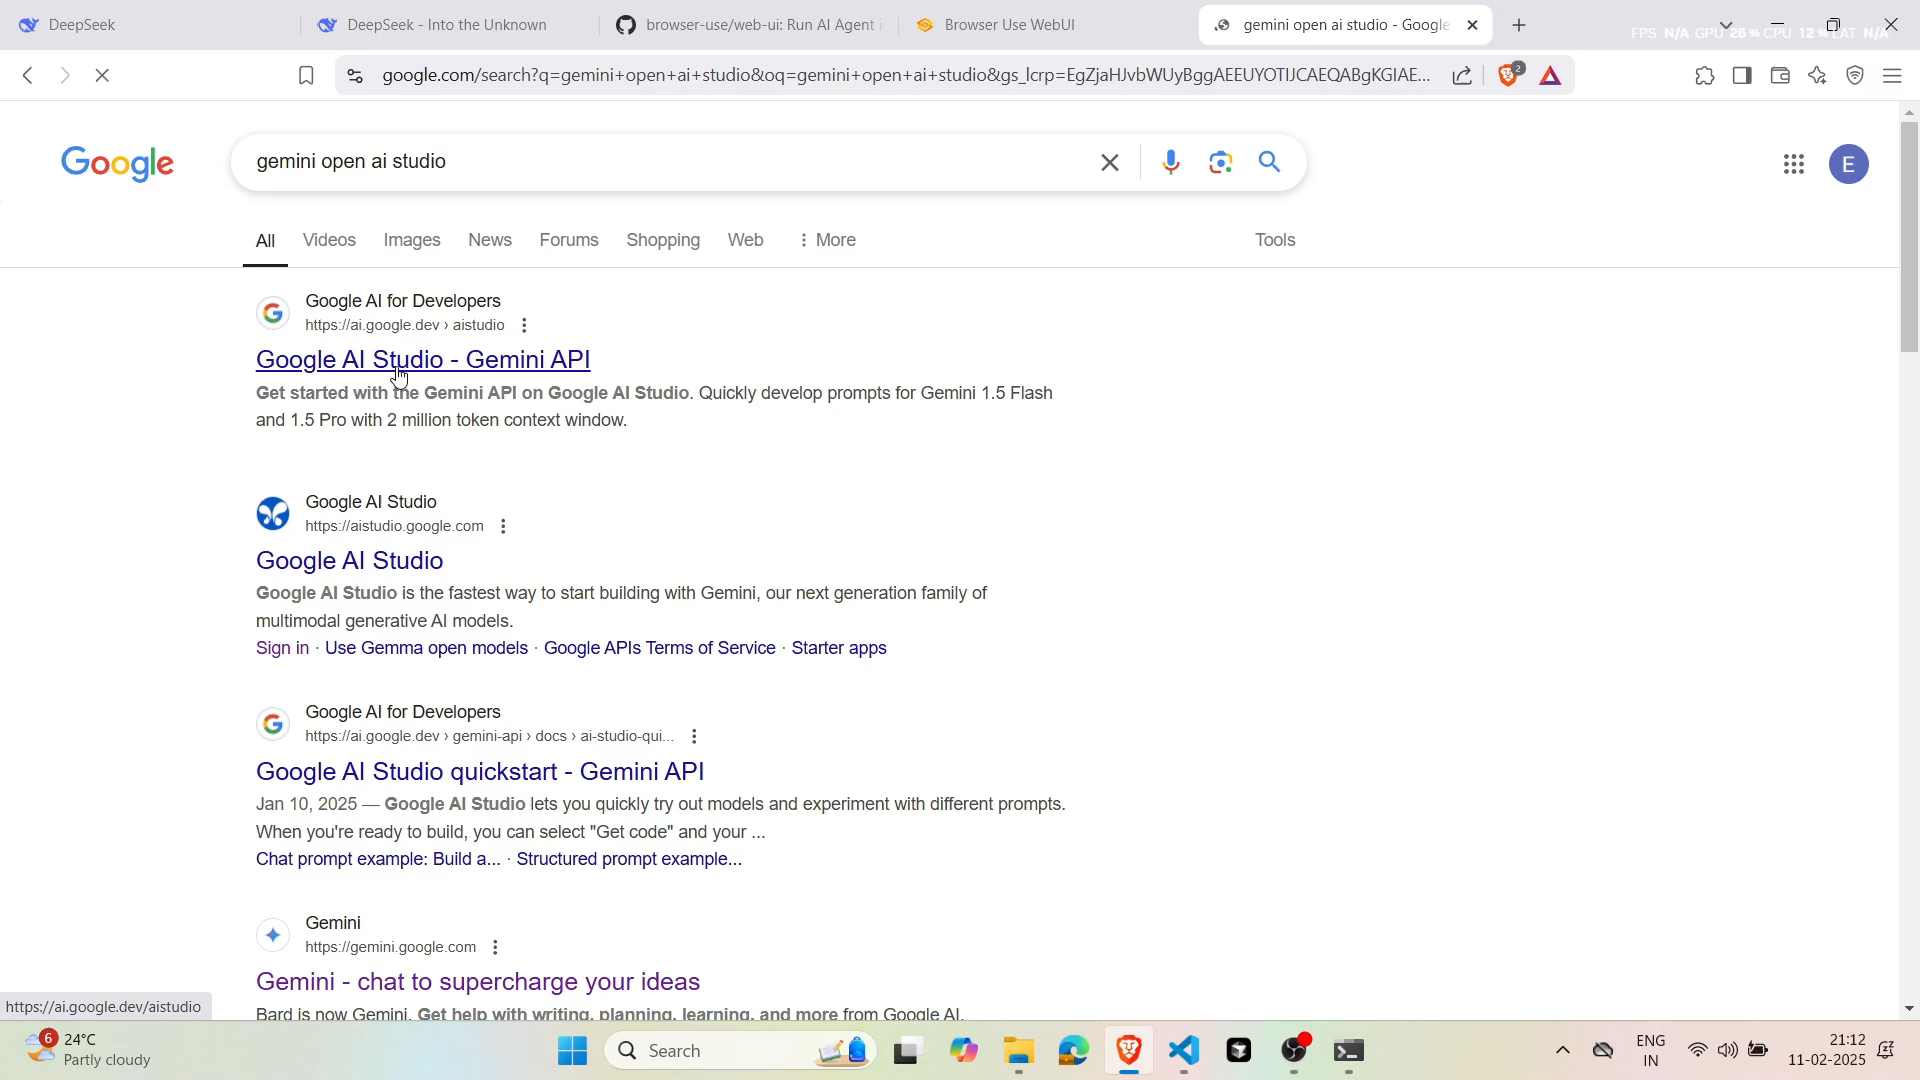 DeepSeek
DeepSeek - Into the Unknown
browser-use/web-ui: Run AI Agent i
Browser Use WebUI
gemini open ai studio - Google
FPS N/A GPU 26 % CPU 12 % LAT N/A
google.com/search?q=gemini+open+ai+studio&oq=gemini+open+ai+studio&gs_lcrp=EgZjaHJvbWUyBggAEEUYOTIJCAEQABgKGIAE...
2
Google
gemini open ai studio
E
All
Videos
Images
News
Forums
Shopping
Web
More
Tools
Google AI for Developers
https://ai.google.dev › aistudio
Google AI Studio - Gemini API
Get started with the Gemini API on Google AI Studio. Quickly develop prompts for Gemini 1.5 Flash
and 1.5 Pro with 2 million token context window.
Google AI Studio
https://aistudio.google.com
Google AI Studio
Google AI Studio is the fastest way to start building with Gemini, our next generation family of
multimodal generative AI models.
Sign in · Use Gemma open models · Google APIs Terms of Service · Starter apps
Google AI for Developers
https://ai.google.dev › gemini-api › docs › ai-studio-qui...
Google AI Studio quickstart - Gemini API
Jan 10, 2025 — Google AI Studio lets you quickly try out models and experiment with different prompts.
When you're ready to build, you can select "Get code" and your ...
Chat prompt example: Build a... · Structured prompt example...
Gemini
https://gemini.google.com
Gemini - chat to supercharge your ideas
Bard is now Gemini. Get help with writing, planning, learning, and more from Google AI.
https://ai.google.dev/aistudio
6
24°C
Partly cloudy
Search
ENG
IN
21:12
11-02-2025